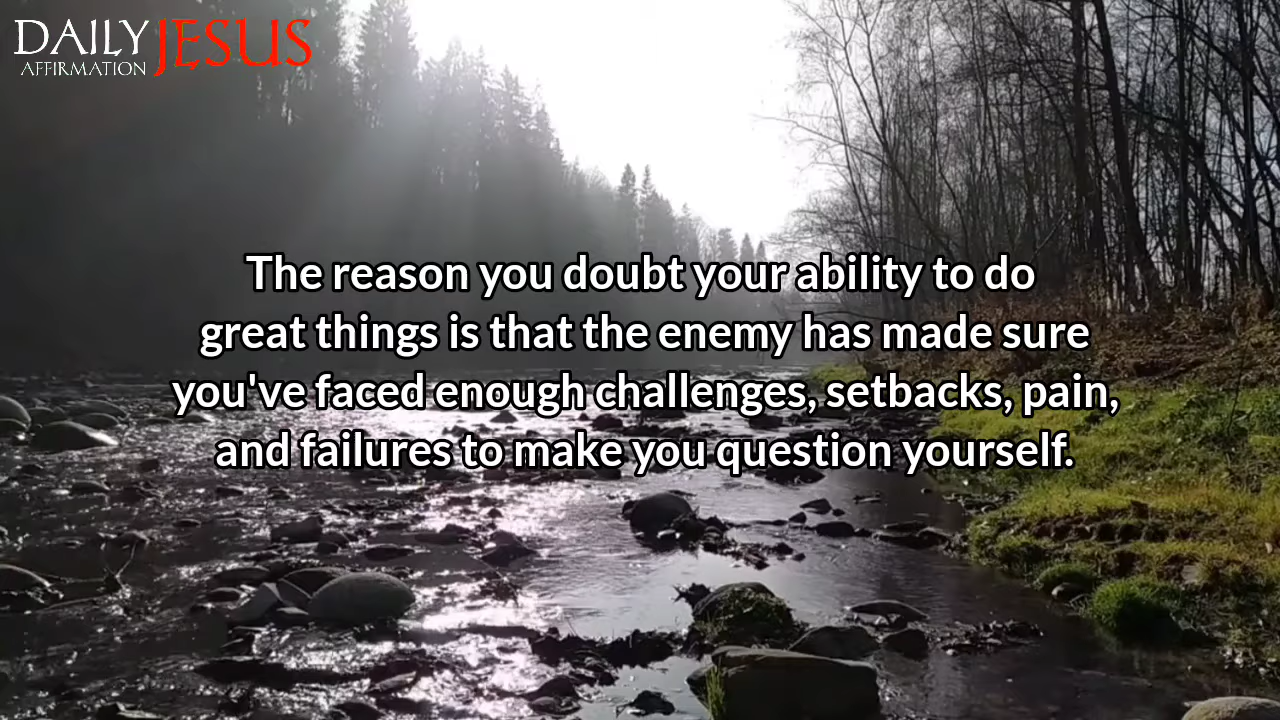 DAILY JESUS
AFFIRMATION
The reason you doubt your ability to do
great things is that the enemy has made sure
you've faced enough challenges, setbacks, pain,
and failures to make you question yourself.